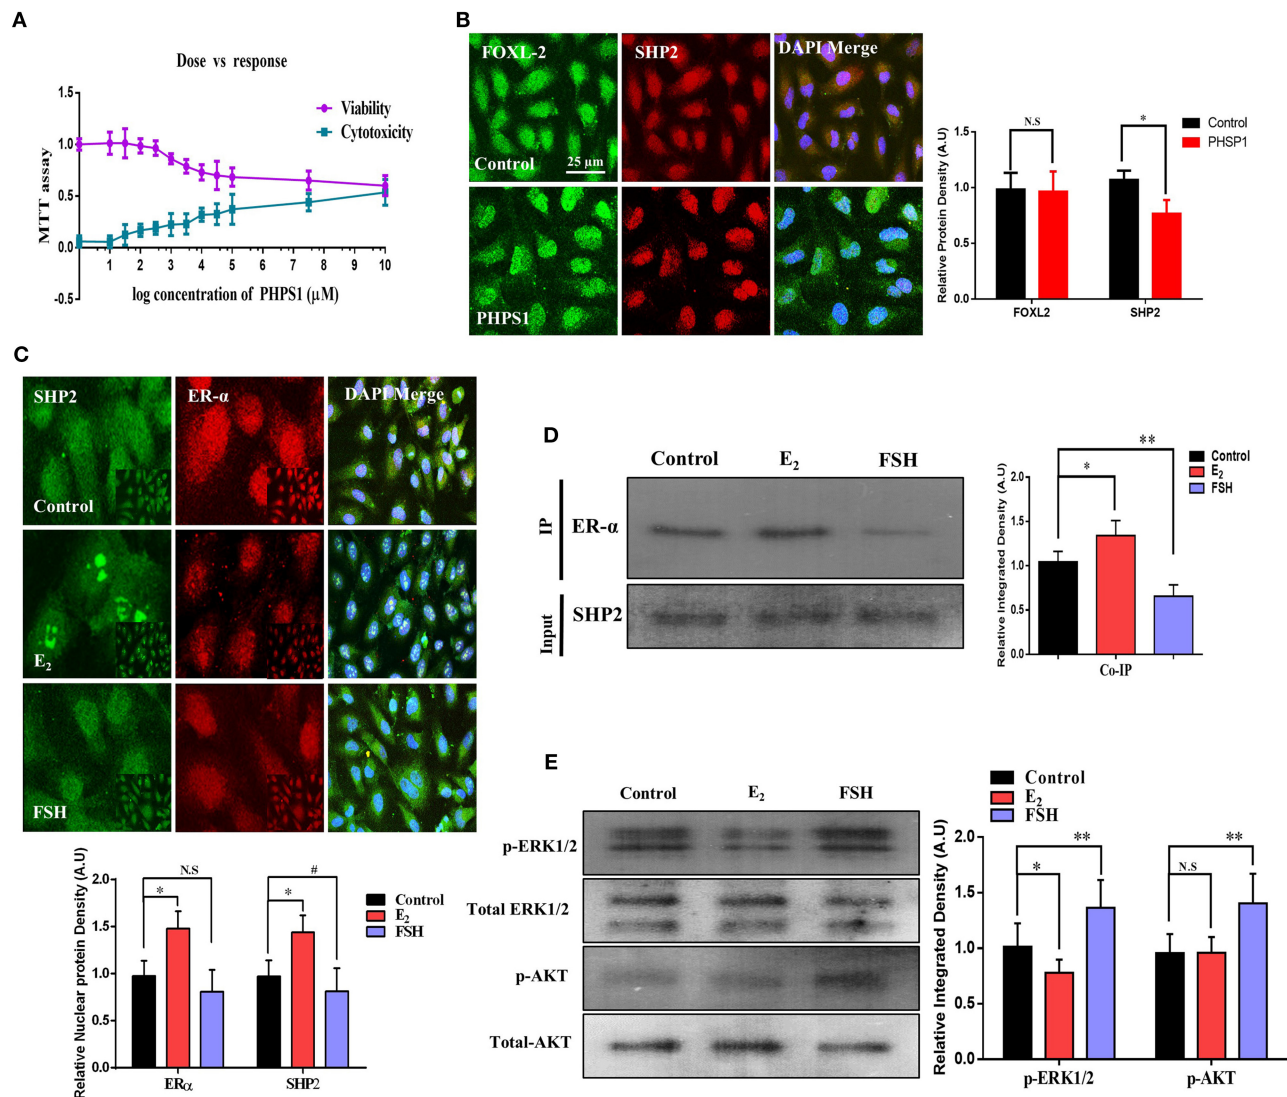 A
Dose vs response
MTT assay
1.5
1.0
0.5
0.0
-0.5
Viability
Cytotoxicity
1 2 3 4 5 6 7 8 9 10
log concentration of PHPS1 (µM)
B
FOXL-2 SHP2 DAPI Merge
Control
25 µm
PHPS1
Relative Protein Density (A.U)
1.5
1.0
0.5
0.0
N.S *
Control
PHSP1
FOXL2 SHP2
C
SHP2 ER-α DAPI Merge
Control
E₂
FSH
Relative Nuclear protein Density (A.U)
2.0
1.5
1.0
0.5
0.0
N.S #
* *
Control
E₂
FSH
ERα SHP2
D
Control E₂ FSH
IP
ER-α
Input
SHP2
Relative Integrated Density (A.U)
2.0
1.5
1.0
0.5
0.0
**
*
Control
E₂
FSH
Co-IP
E
Control E₂ FSH
p-ERK1/2
Total ERK1/2
p-AKT
Total-AKT
Control
E₂
FSH
Relative Integrated Density (A.U)
2.0
1.5
1.0
0.5
0.0
** **
* N.S
p-ERK1/2 p-AKT